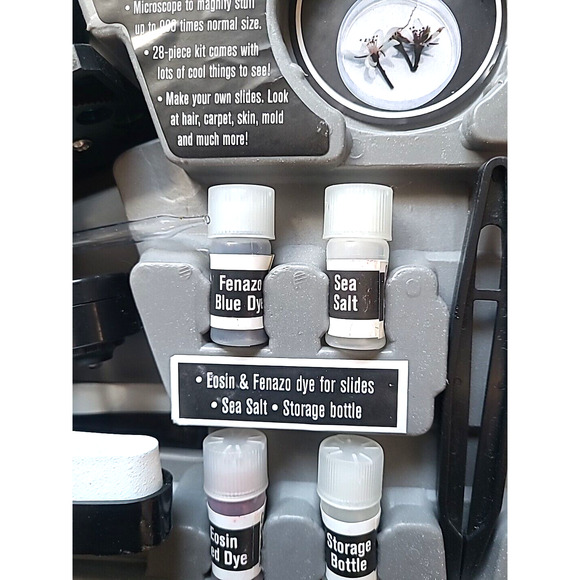 • Microscope to magnify stuff
up to 900 times normal size.
• 28-piece kit comes with
lots of cool things to see!
• Make your own slides. Look
at hair, carpet, skin, mold
and much more!
Fenazo
Blue Dye
Sea
Salt
• Eosin & Fenazo dye for slides
• Sea Salt • Storage bottle
Eosin
Red Dye
Storage
Bottle